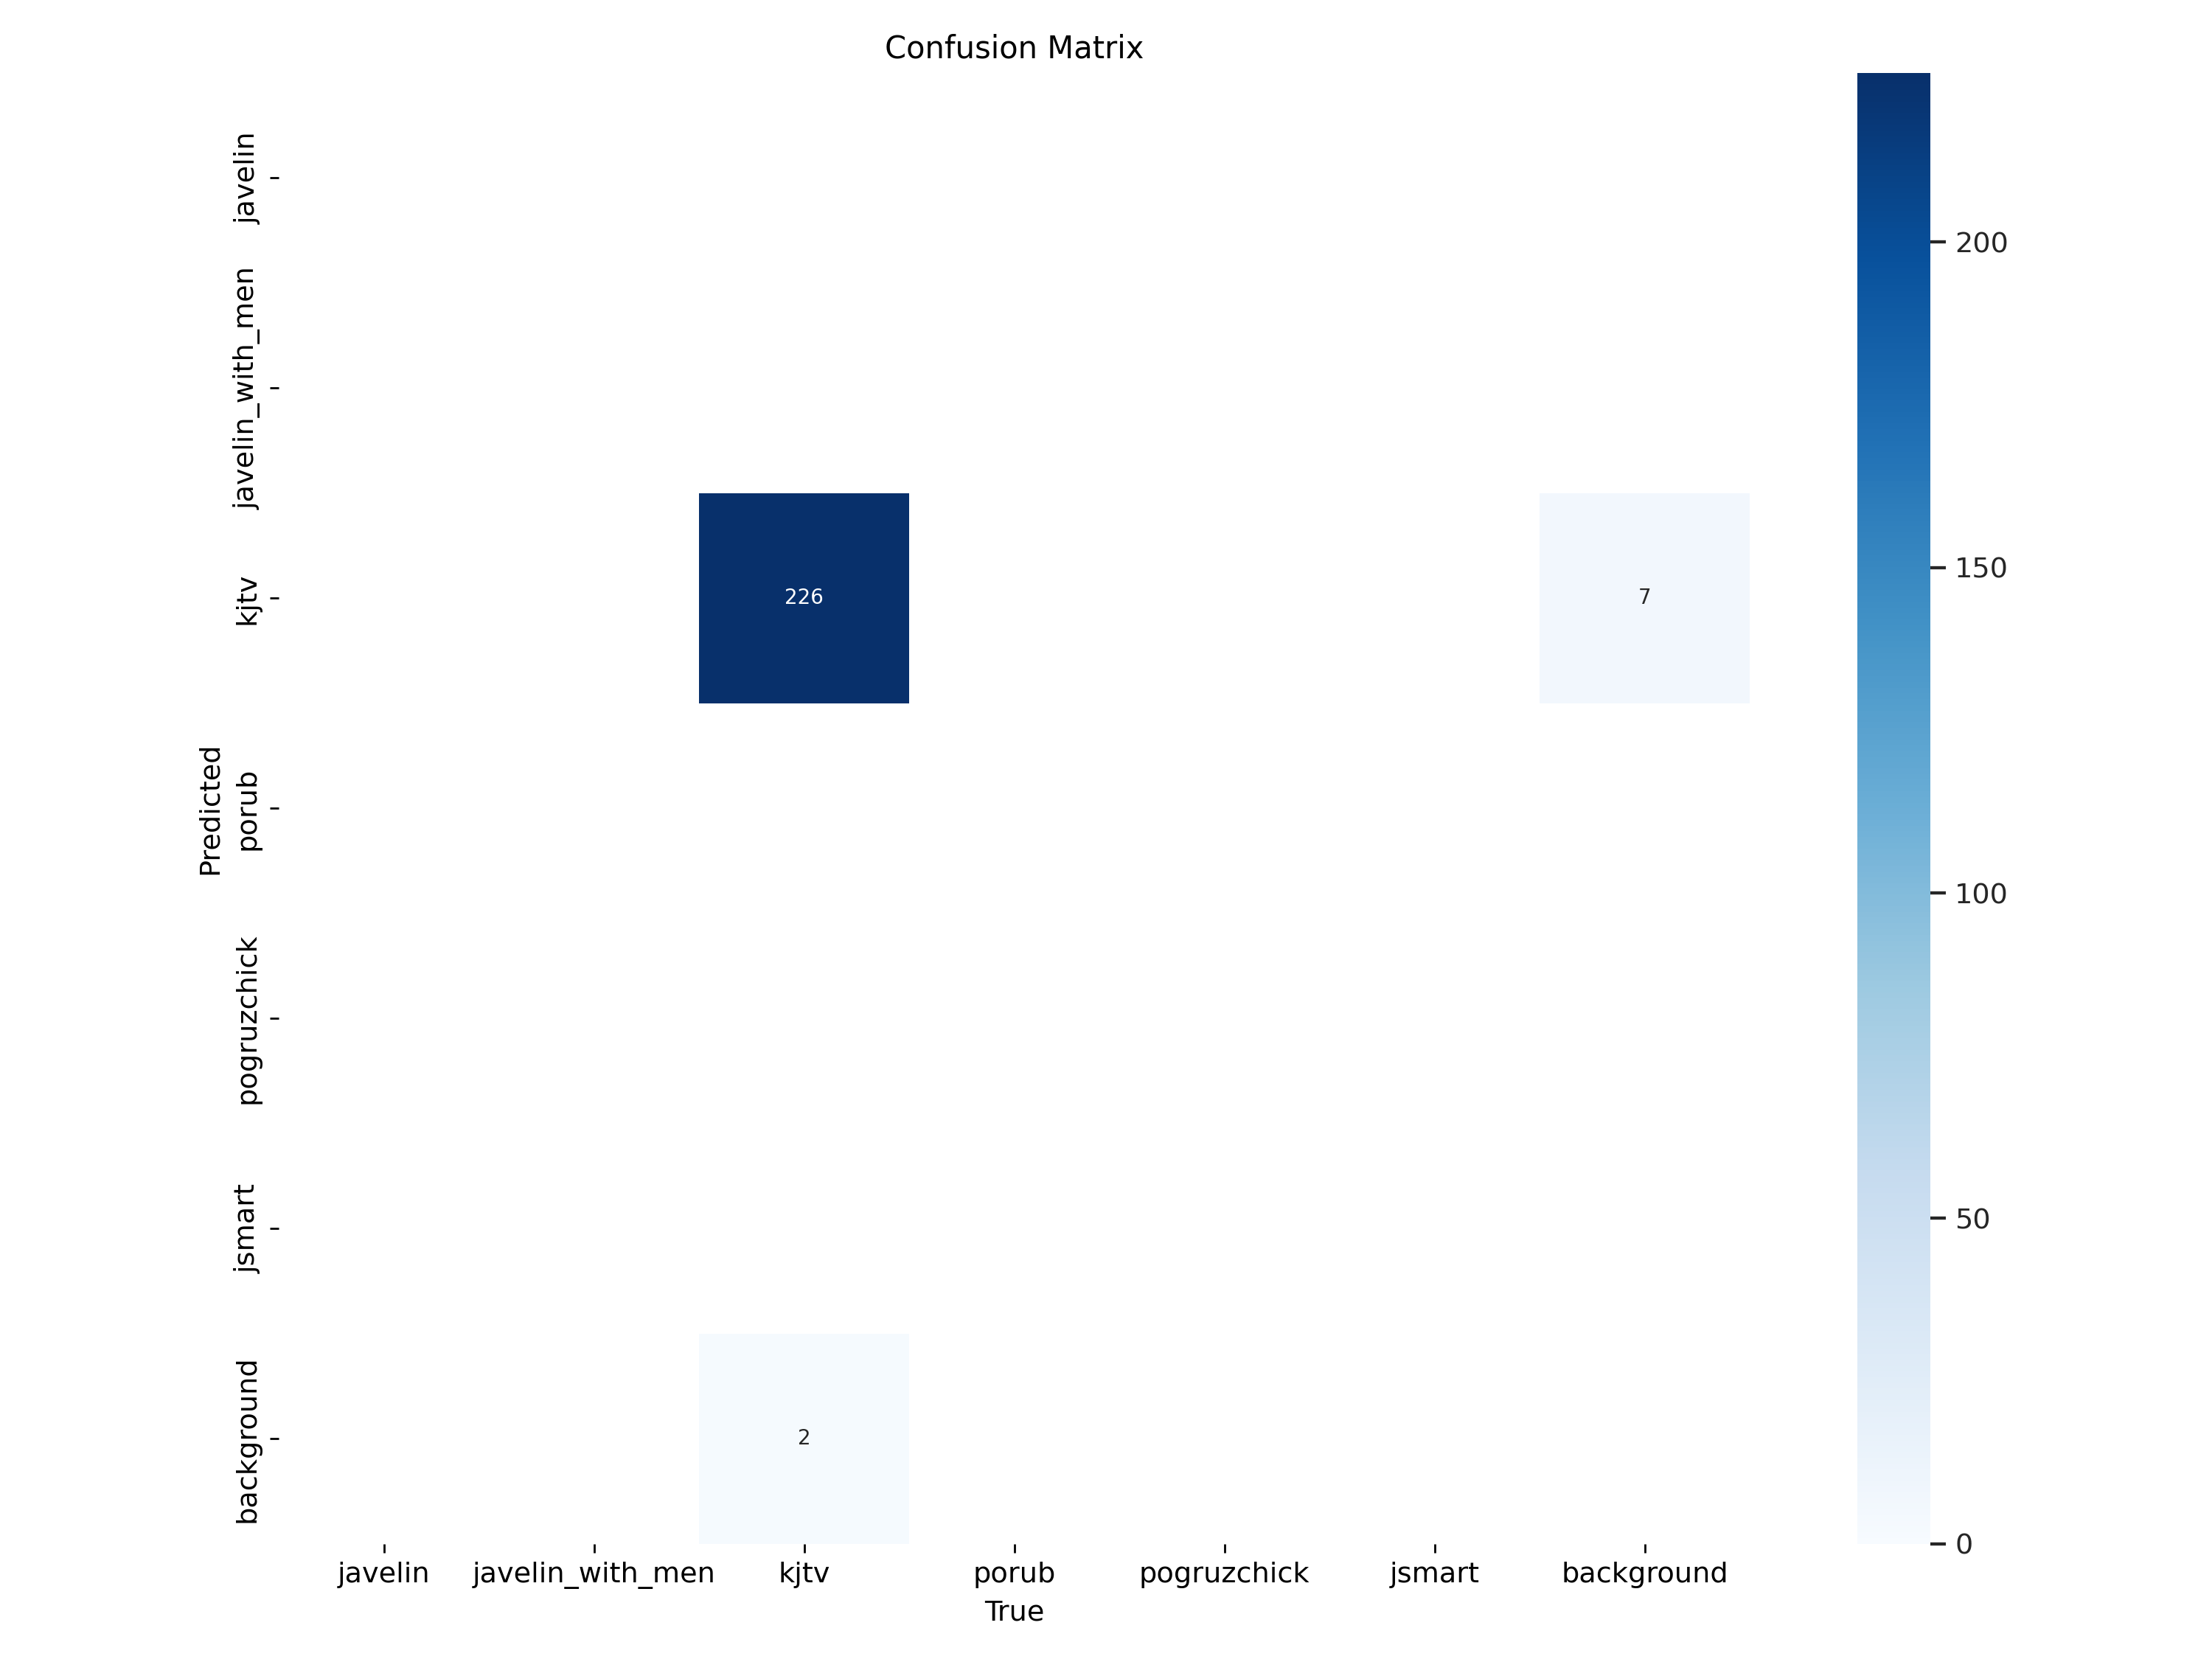 Confusion Matrix
javelin
javelin_with_men
kjtv
porub
pogruzchick
jsmart
background
Predicted
226
7
2
javelin
javelin_with_men
kjtv
porub
pogruzchick
jsmart
background
True
200
150
100
50
0